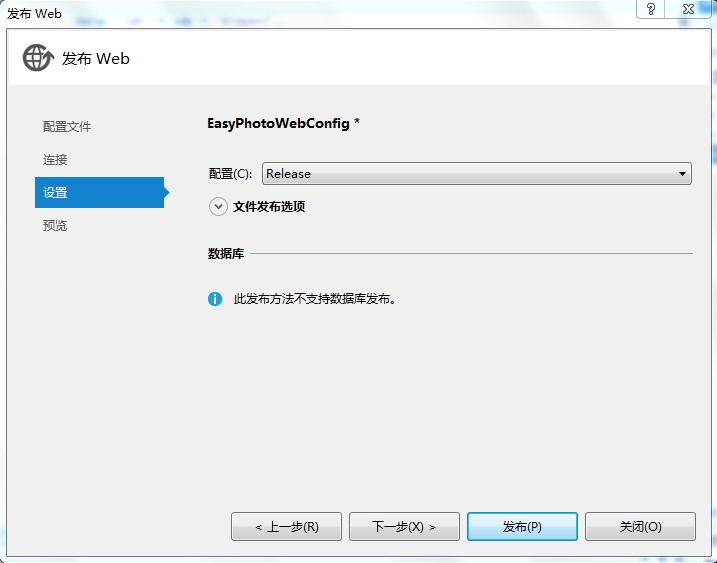 发布 Web
发布 Web
配置文件
连接
设置
预览
EasyPhotoWebConfig *
配置(C): Release
文件发布选项
数据库
此发布方法不支持数据库发布。
< 上一步(R) 下一步(X) > 发布(P) 关闭(O)